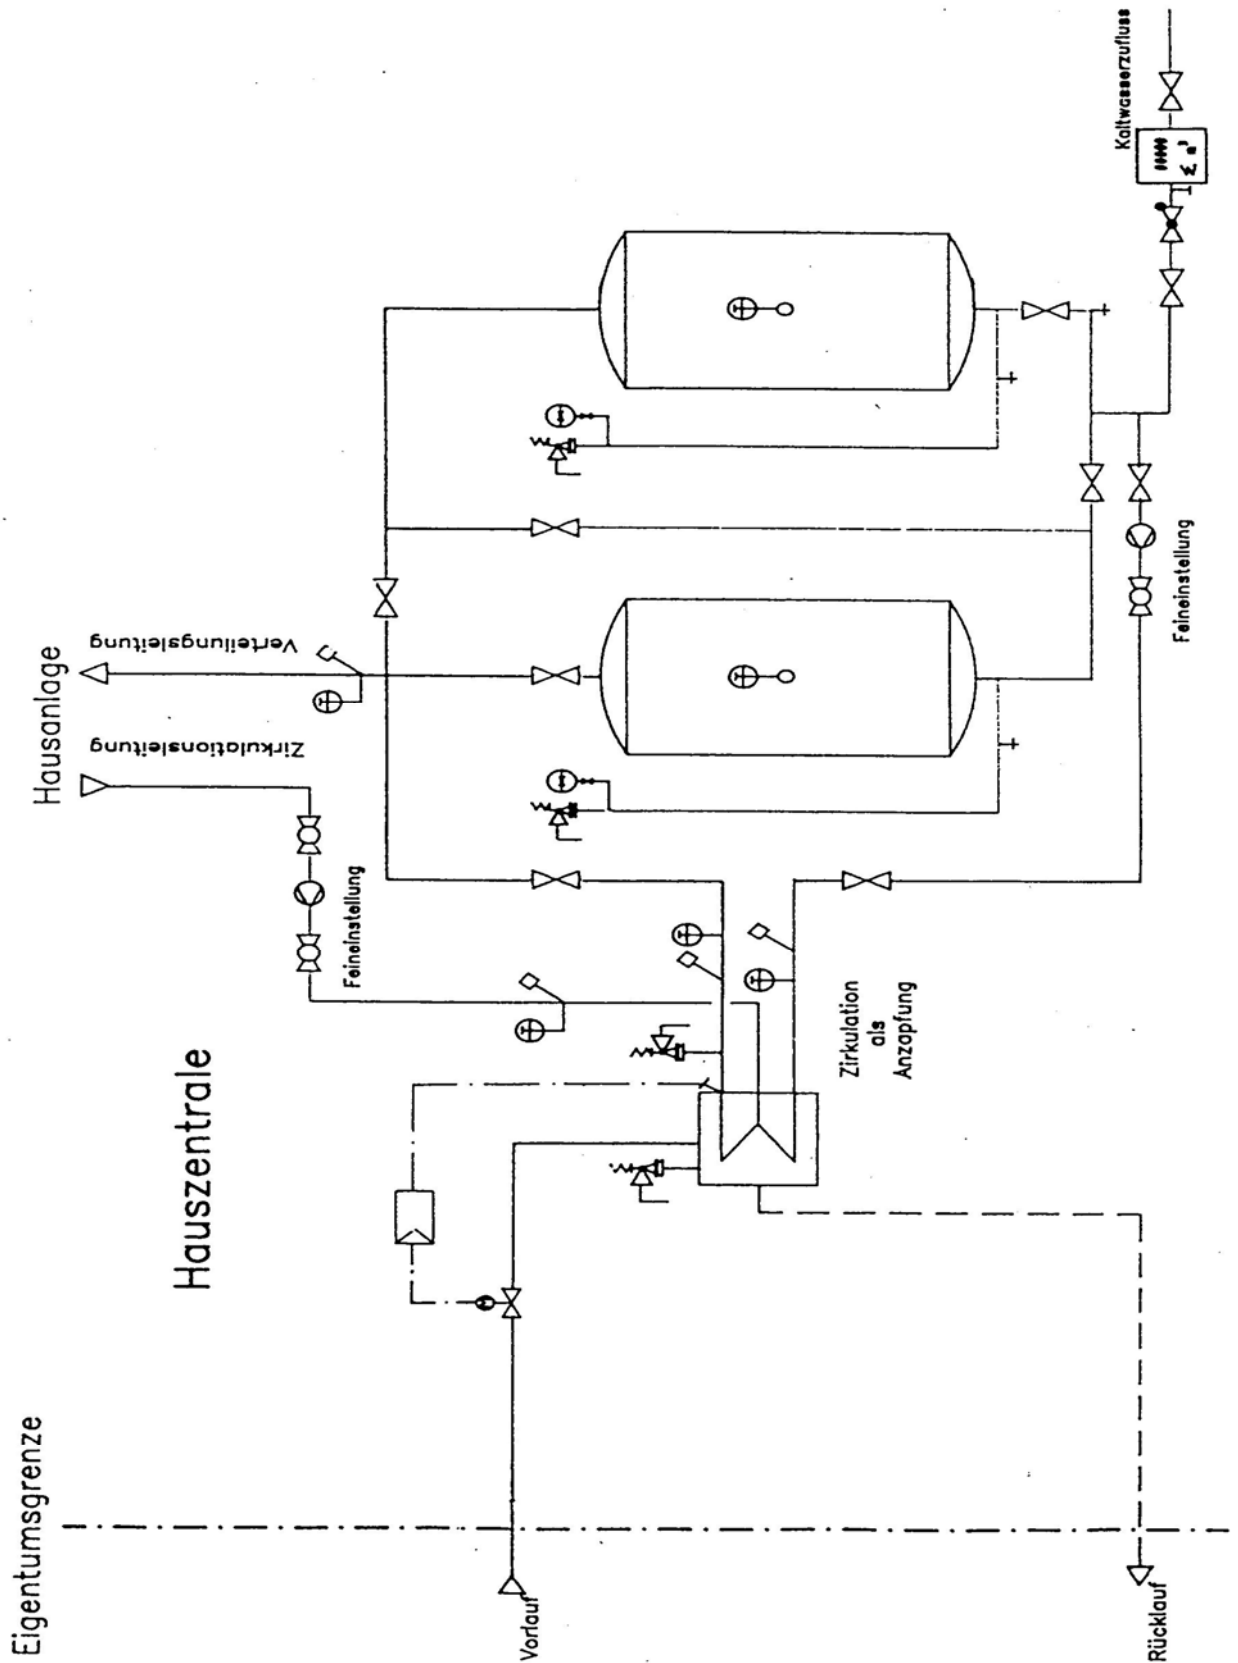 Eigentumsgrenze
Hauszentrale
Hausanlage
Zirkulationsleitung
Verteilungsleitung
Feineinstellung
Zirkulation
als
Anzapfung
Feineinstellung
Kaltwasserzufluss
Vorlauf
Rücklauf